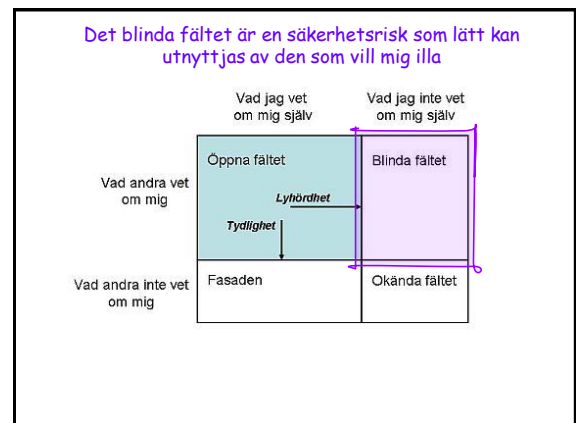 Det blinda fältet är en säkerhetsrisk som lätt kan
utnyttjas av den som vill mig illa
Vad jag vet
om mig själv
Vad jag inte vet
om mig själv
Vad andra vet
om mig
Öppna fältet
Blinda fältet
Lyhördhet
Tydlighet
Vad andra inte vet
om mig
Fasaden
Okända fältet